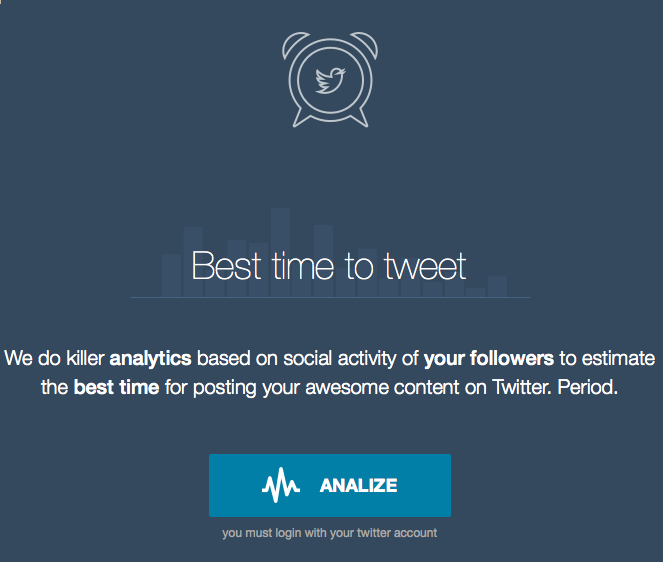 Best time to tweet
We do killer analytics based on social activity of your followers to estimate
the best time for posting your awesome content on Twitter. Period.
ANALIZE
you must login with your twitter account